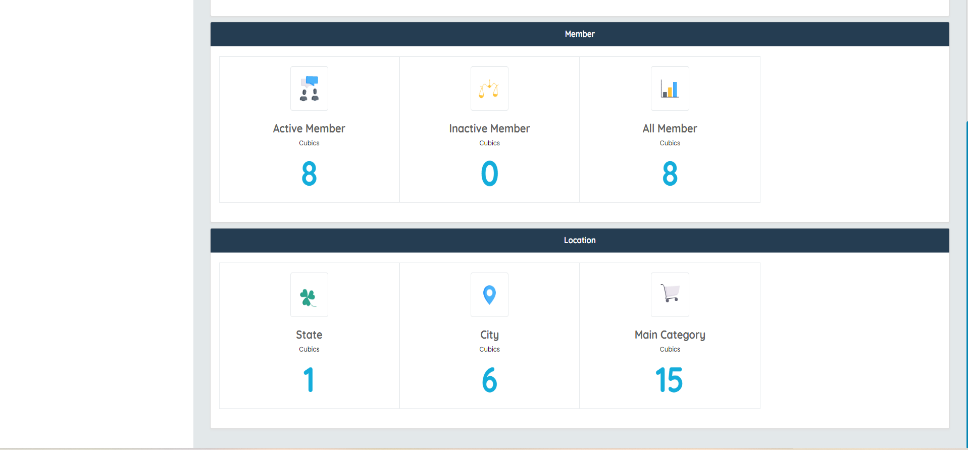 Member
Active Member
Cubics
8
Inactive Member
Cubics
0
All Member
Cubics
8
Location
State
Cubics
1
City
Cubics
6
Main Category
Cubics
15